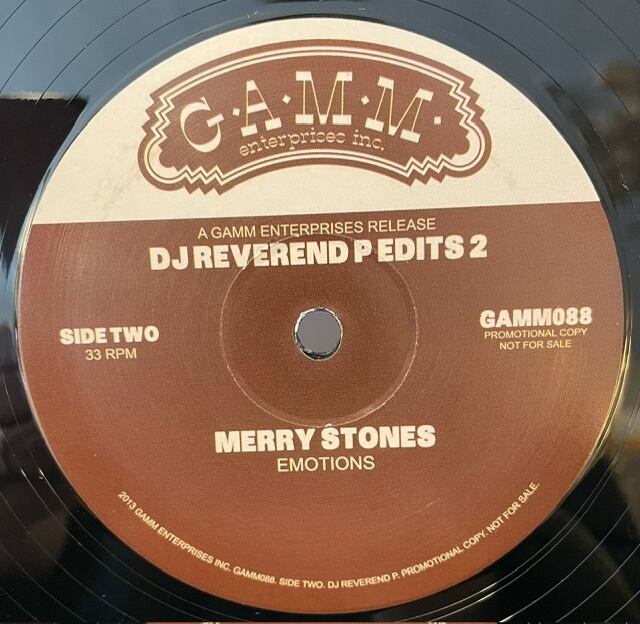 G·A·M·M·
enterprises inc.
A GAMM ENTERPRISES RELEASE
DJ REVEREND P EDITS 2
SIDE TWO
33 RPM
GAMM088
PROMOTIONAL COPY
NOT FOR SALE
MERRY STONES
EMOTIONS
2013 GAMM ENTERPRISES INC. GAMM088. SIDE TWO. DJ REVEREND P. PROMOTIONAL COPY. NOT FOR SALE.